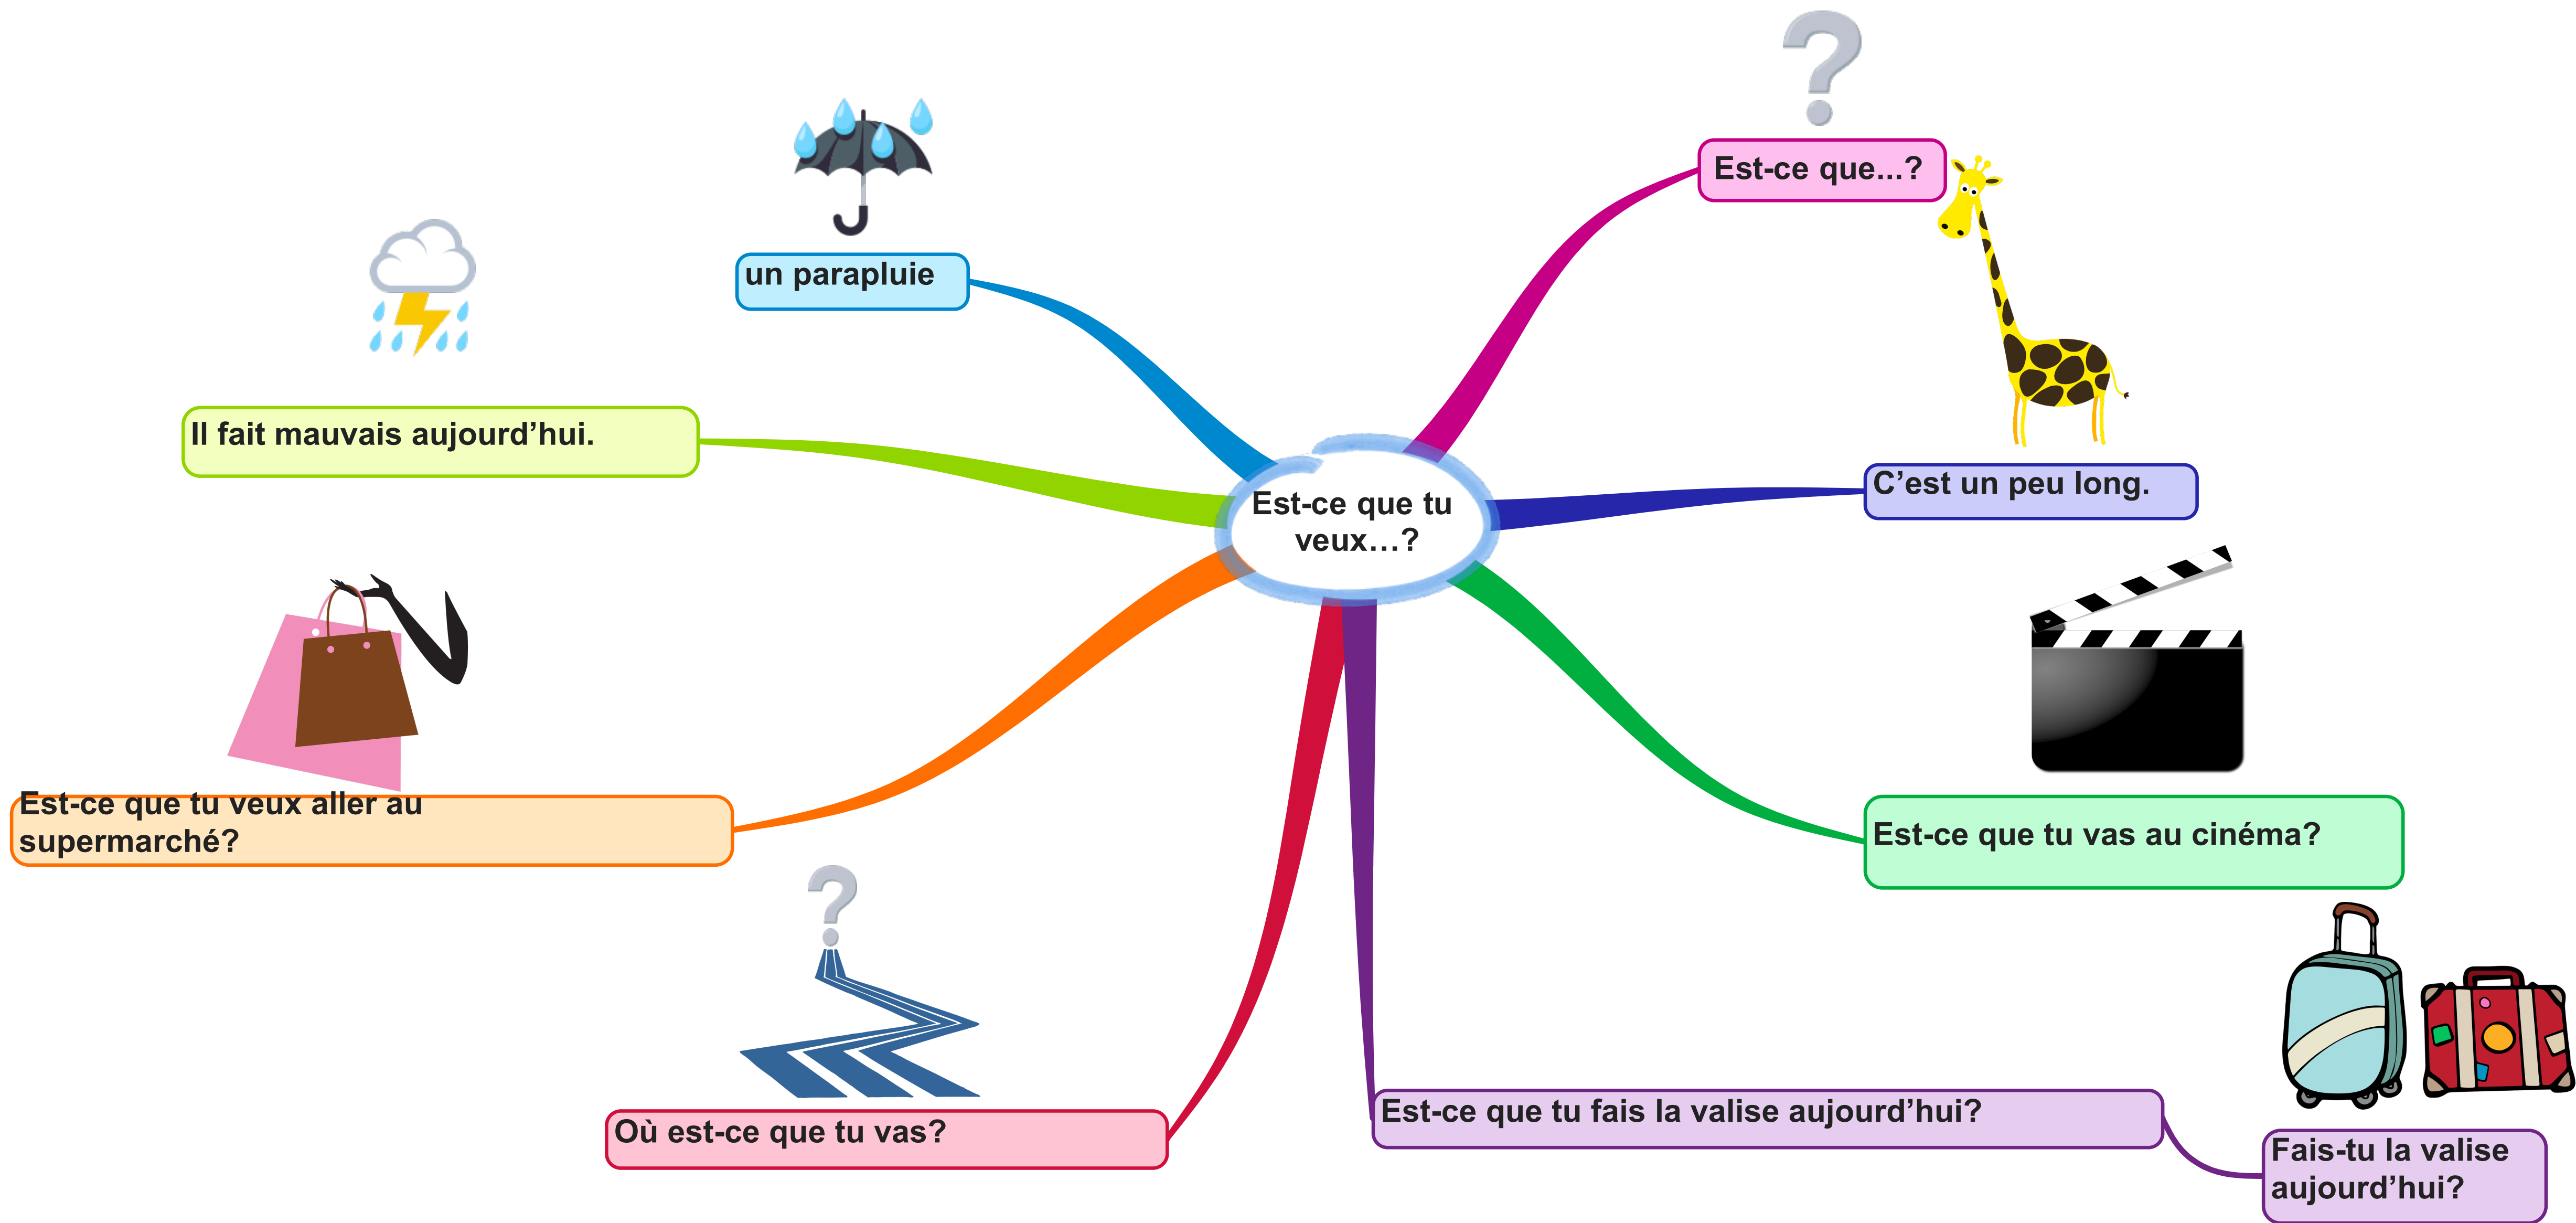 Est-ce que tu
veux…?
Est-ce que...?
C’est un peu long.
Est-ce que tu vas au cinéma?
Est-ce que tu fais la valise aujourd’hui?
Fais-tu la valise
aujourd’hui?
Où est-ce que tu vas?
Est-ce que tu veux aller au
supermarché?
Il fait mauvais aujourd’hui.
un parapluie